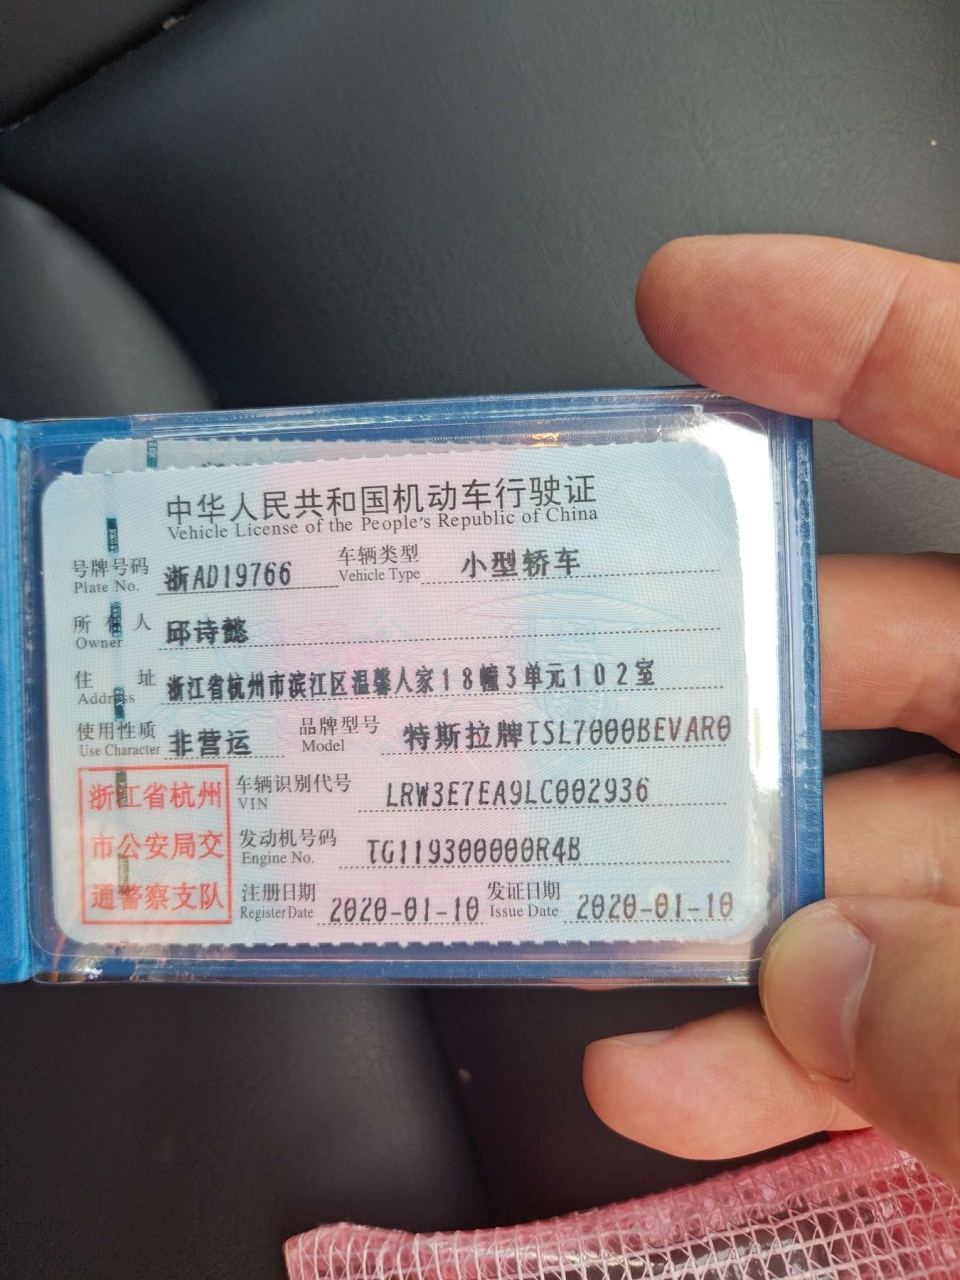 中华人民共和国机动车行驶证
Vehicle License of the People's Republic of China
号牌号码 浙AD19766 车辆类型 小型轿车
Plate No. Vehicle Type
所有人 邱诗懿
Owner
住址 浙江省杭州市滨江区温馨人家18幢3单元102室
Address
使用性质 非营运 品牌型号 特斯拉牌TSL7000BEVAR0
Use Character Model
浙江省杭州
市公安局交
通警察支队
车辆识别代号 LRW3E7EA9LC002936
VIN
发动机号码 TG119300000R4B
Engine No.
注册日期 2020-01-10 发证日期 2020-01-10
Register Date Issue Date